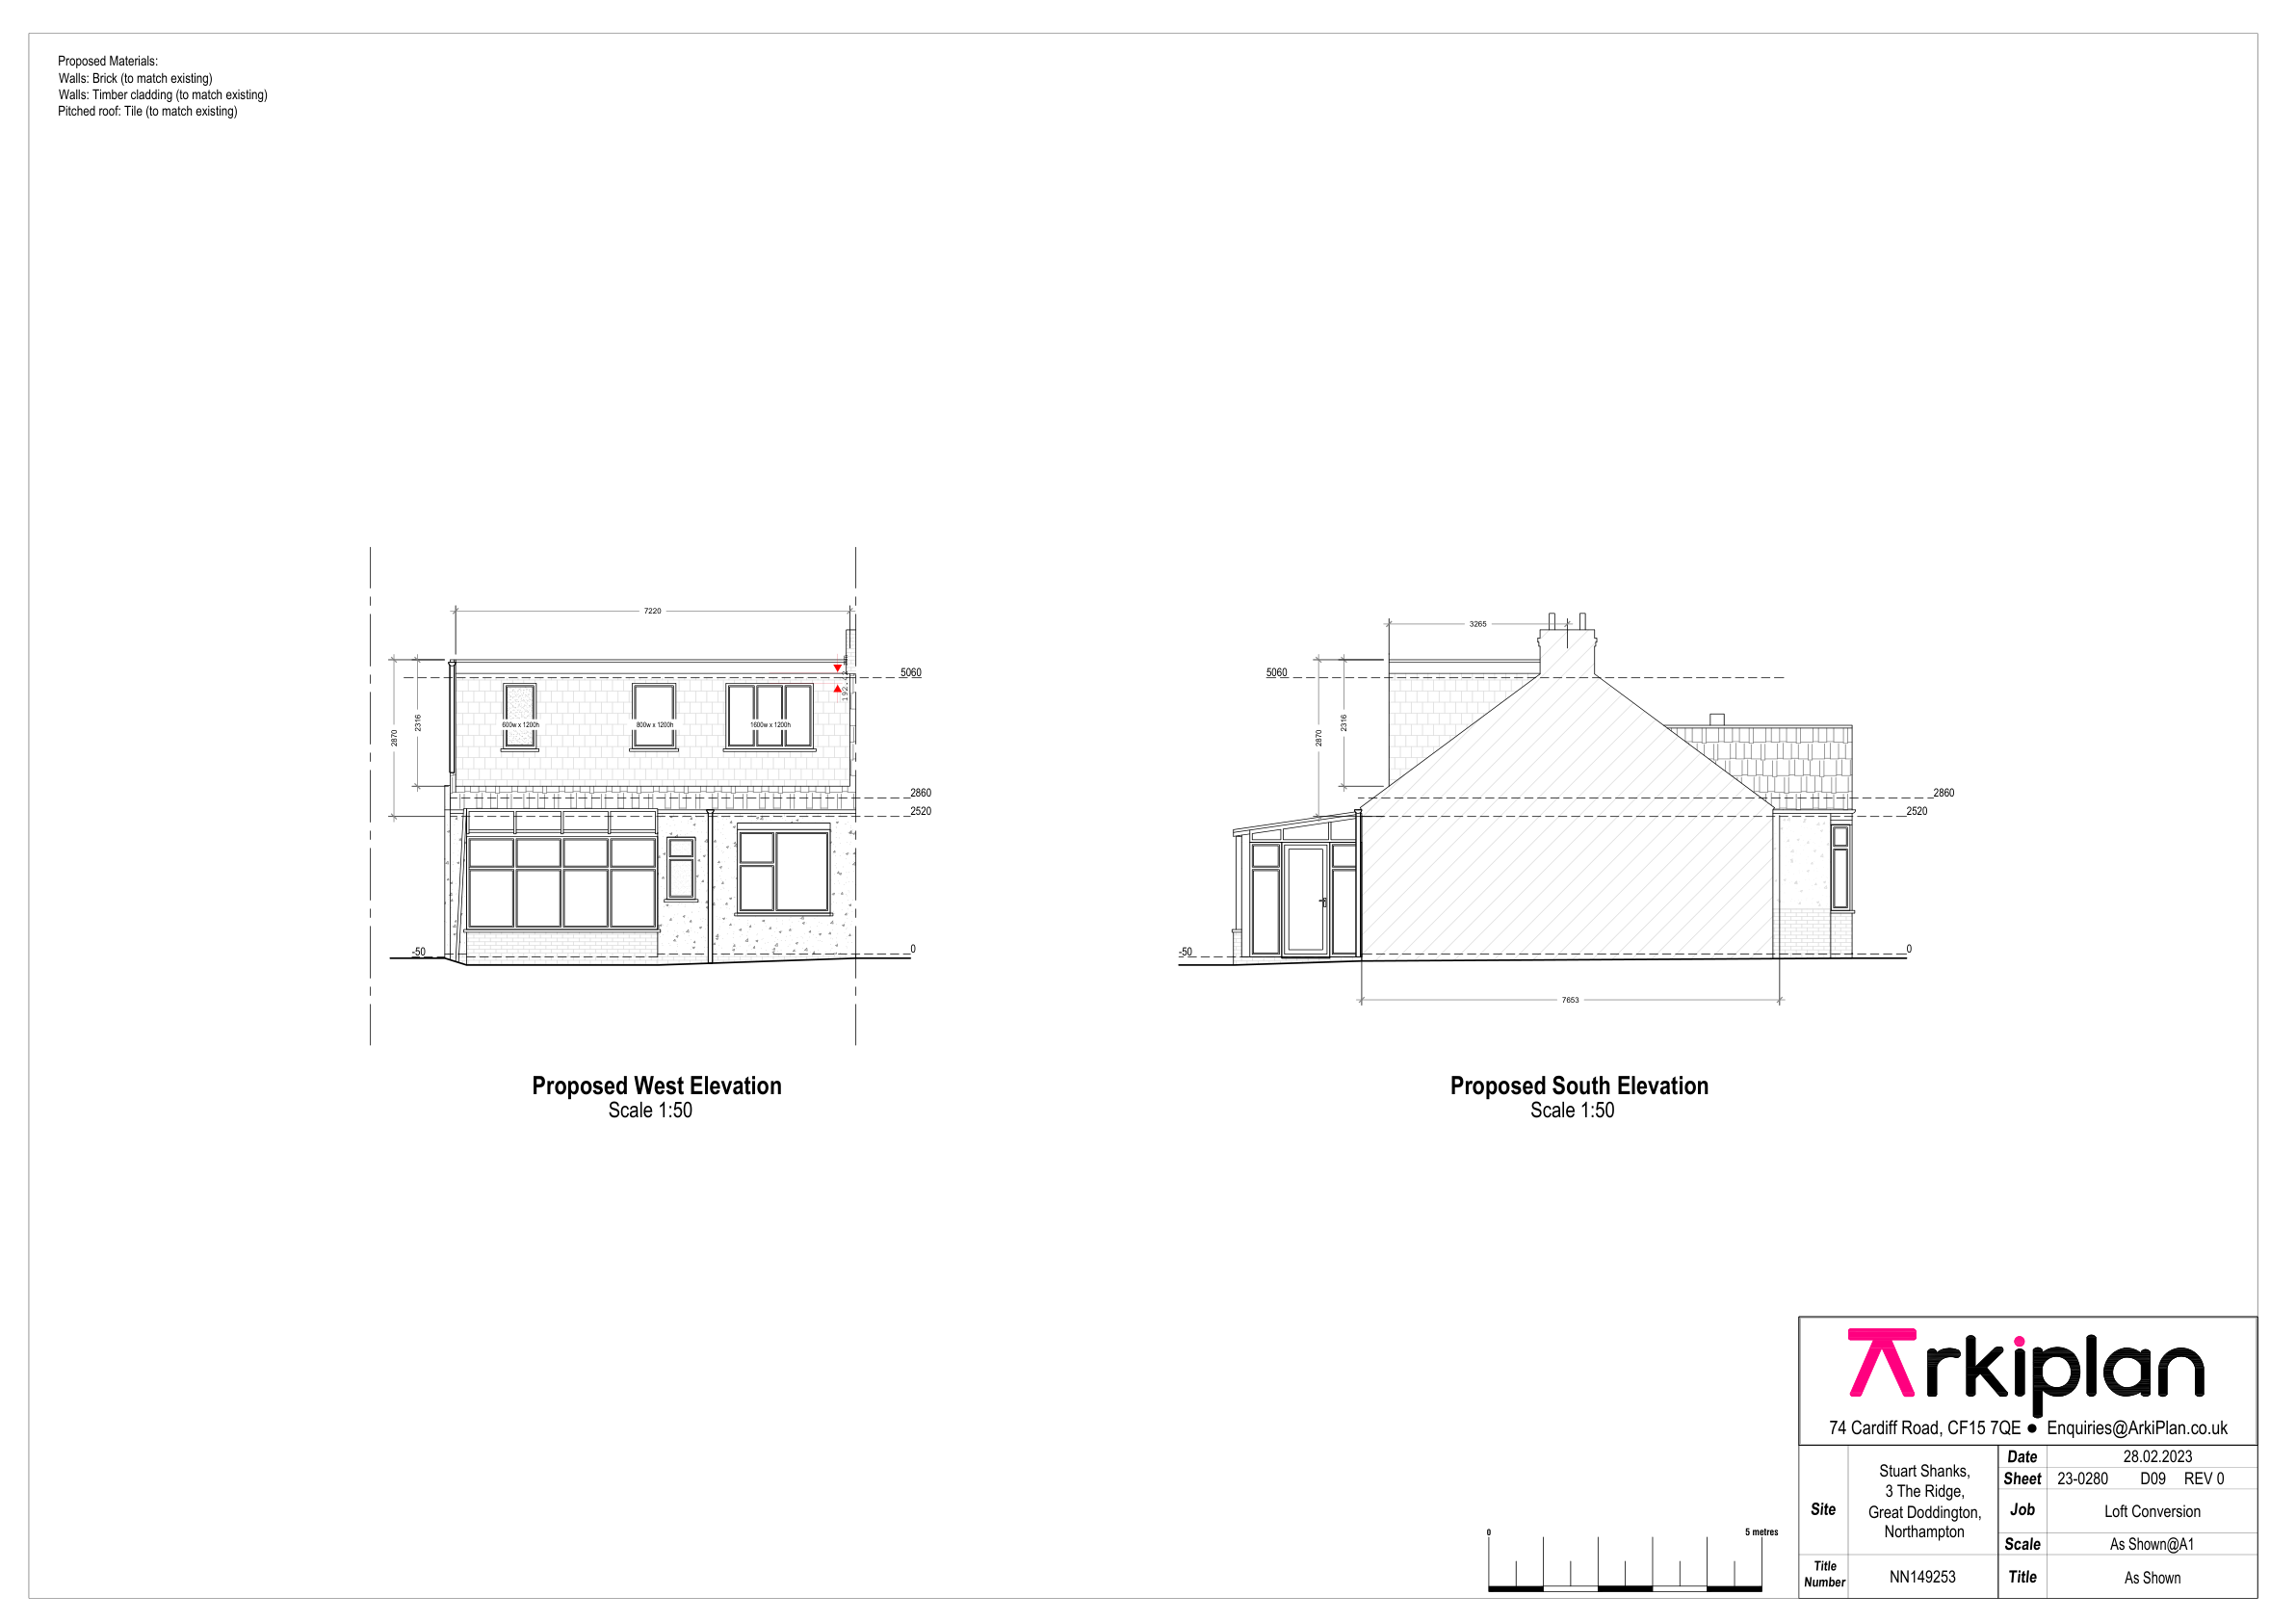 Proposed Materials:
Walls: Brick (to match existing)
Walls: Timber cladding (to match existing)
Pitched roof: Tile (to match existing)
7220
5060
2316
2870
600w x 1200h
800w x 1200h
1600w x 1200h
2860
2520
-50
0
Proposed West Elevation
Scale 1:50
3265
5060
2316
2870
2860
2520
-50
0
7653
Proposed South Elevation
Scale 1:50
0
5 metres
Arkiplan
74 Cardiff Road, CF15 7QE ● Enquiries@ArkiPlan.co.uk
Site
Stuart Shanks,
3 The Ridge,
Great Doddington,
Northampton
Title
Number
NN149253
Date 28.02.2023
Sheet 23-0280 D09 REV 0
Job Loft Conversion
Scale As Shown@A1
Title As Shown